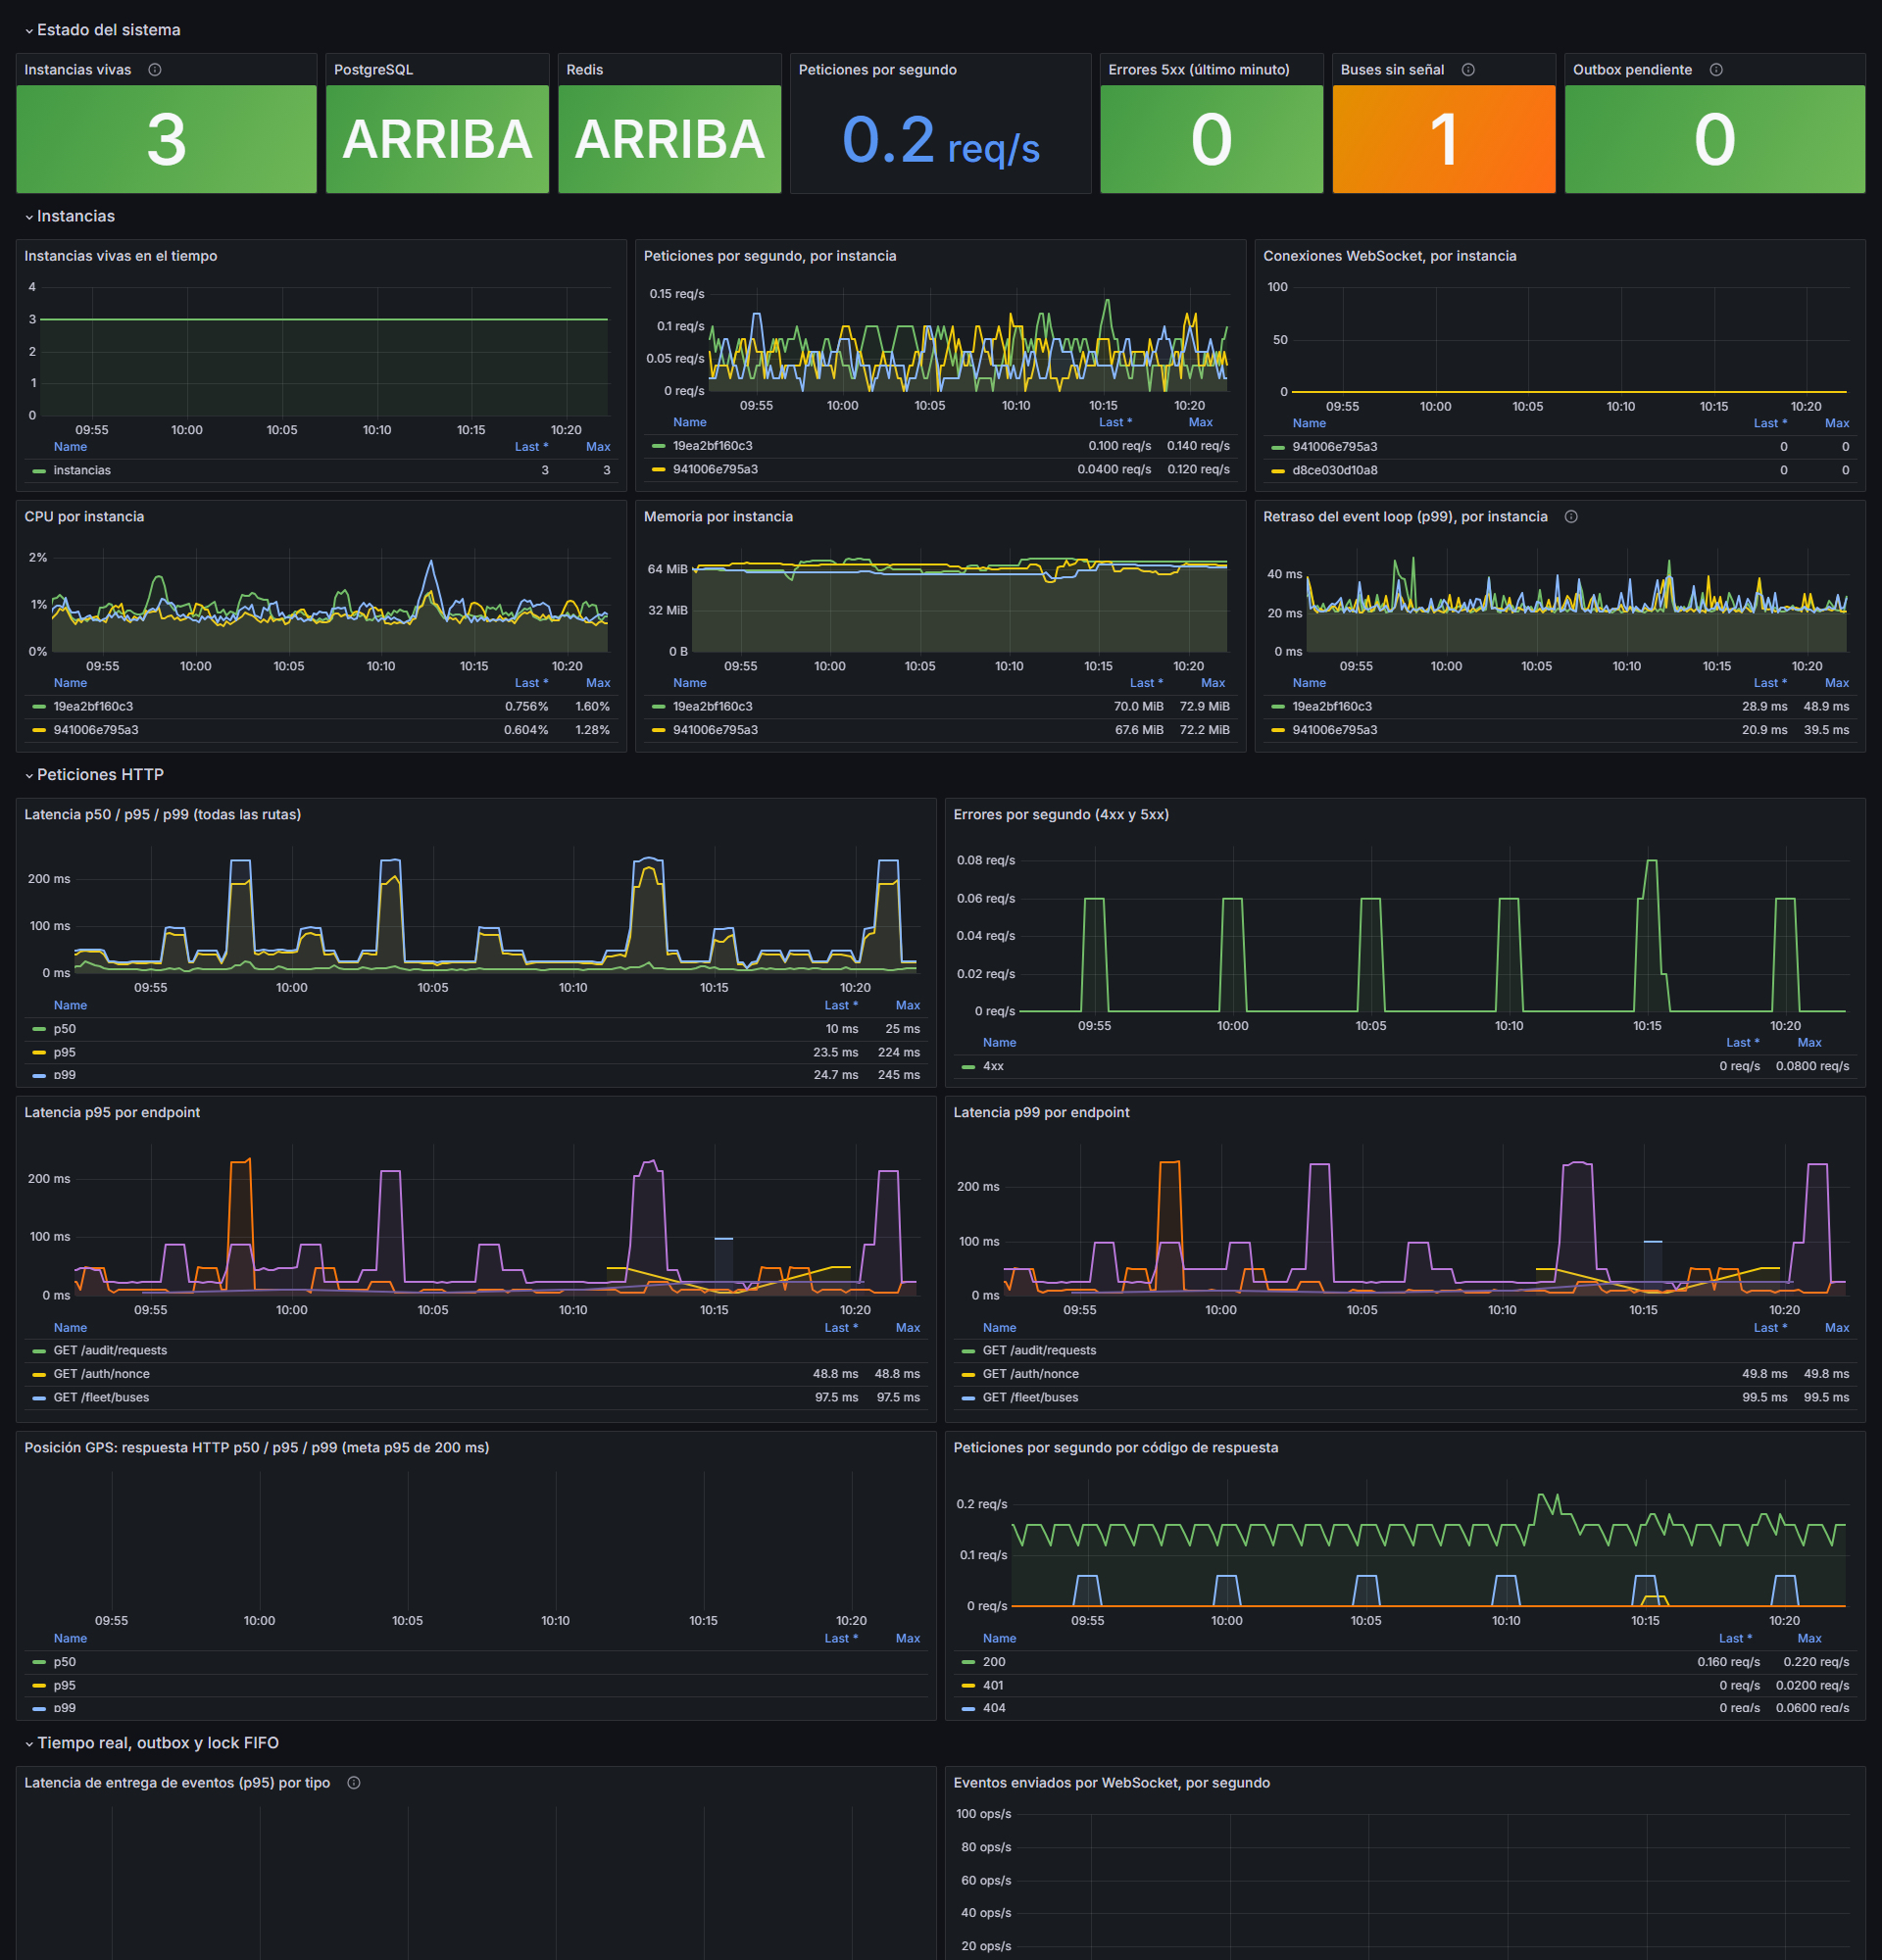 Estado del sistema
Instancias vivas
PostgreSQL
Redis
Peticiones por segundo
Errores 5xx (último minuto)
Buses sin señal
Outbox pendiente
3
ARRIBA
ARRIBA
0.2 req/s
0
1
0
Instancias
Instancias vivas en el tiempo
4
3
2
1
0
09:55 10:00 10:05 10:10 10:15 10:20
Name Last * Max
instancias 3 3
Peticiones por segundo, por instancia
0.15 req/s
0.1 req/s
0.05 req/s
0 req/s
09:55 10:00 10:05 10:10 10:15 10:20
Name Last * Max
19ea2bf160c3 0.100 req/s 0.140 req/s
941006e795a3 0.0400 req/s 0.120 req/s
Conexiones WebSocket, por instancia
100
50
0
09:55 10:00 10:05 10:10 10:15 10:20
Name Last * Max
941006e795a3 0 0
d8ce030d10a8 0 0
CPU por instancia
2%
1%
0%
09:55 10:00 10:05 10:10 10:15 10:20
Name Last * Max
19ea2bf160c3 0.756% 1.60%
941006e795a3 0.604% 1.28%
Memoria por instancia
64 MiB
32 MiB
0 B
09:55 10:00 10:05 10:10 10:15 10:20
Name Last * Max
19ea2bf160c3 70.0 MiB 72.9 MiB
941006e795a3 67.6 MiB 72.2 MiB
Retraso del event loop (p99), por instancia
40 ms
20 ms
0 ms
09:55 10:00 10:05 10:10 10:15 10:20
Name Last * Max
19ea2bf160c3 28.9 ms 48.9 ms
941006e795a3 20.9 ms 39.5 ms
Peticiones HTTP
Latencia p50 / p95 / p99 (todas las rutas)
200 ms
100 ms
0 ms
09:55 10:00 10:05 10:10 10:15 10:20
Name Last * Max
p50 10 ms 25 ms
p95 23.5 ms 224 ms
p99 24.7 ms 245 ms
Errores por segundo (4xx y 5xx)
0.08 req/s
0.06 req/s
0.04 req/s
0.02 req/s
0 req/s
09:55 10:00 10:05 10:10 10:15 10:20
Name Last * Max
4xx 0 req/s 0.0800 req/s
Latencia p95 por endpoint
200 ms
100 ms
0 ms
09:55 10:00 10:05 10:10 10:15 10:20
Name Last * Max
GET /audit/requests
GET /auth/nonce 48.8 ms 48.8 ms
GET /fleet/buses 97.5 ms 97.5 ms
Latencia p99 por endpoint
200 ms
100 ms
0 ms
09:55 10:00 10:05 10:10 10:15 10:20
Name Last * Max
GET /audit/requests
GET /auth/nonce 49.8 ms 49.8 ms
GET /fleet/buses 99.5 ms 99.5 ms
Posición GPS: respuesta HTTP p50 / p95 / p99 (meta p95 de 200 ms)
09:55 10:00 10:05 10:10 10:15 10:20
Name Last * Max
p50
p95
p99
Peticiones por segundo por código de respuesta
0.2 req/s
0.1 req/s
0 req/s
09:55 10:00 10:05 10:10 10:15 10:20
Name Last * Max
200 0.160 req/s 0.220 req/s
401 0 req/s 0.0200 req/s
404 0 req/s 0.0600 req/s
Tiempo real, outbox y lock FIFO
Latencia de entrega de eventos (p95) por tipo
Eventos enviados por WebSocket, por segundo
100 ops/s
80 ops/s
60 ops/s
40 ops/s
20 ops/s